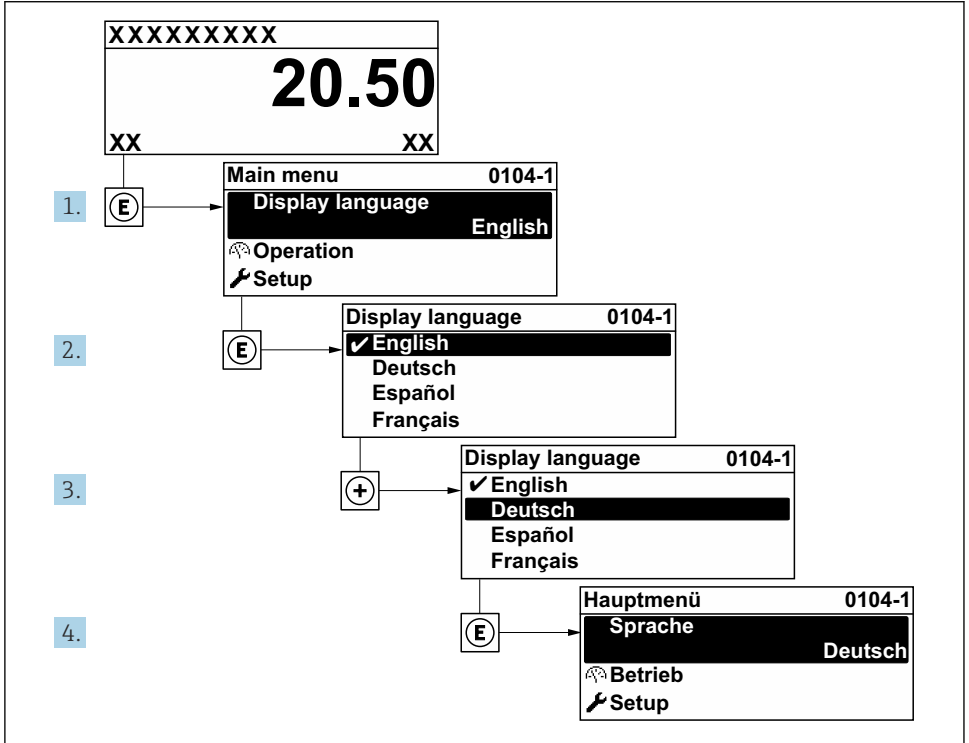 XXXXXXXXX
20.50
XX XX
1. E
Main menu 0104-1
Display language
English
Operation
Setup
2. E
Display language 0104-1
✔English
Deutsch
Español
Français
3. +
Display language 0104-1
✔English
Deutsch
Español
Français
4. E
Hauptmenü 0104-1
Sprache
Deutsch
Betrieb
Setup